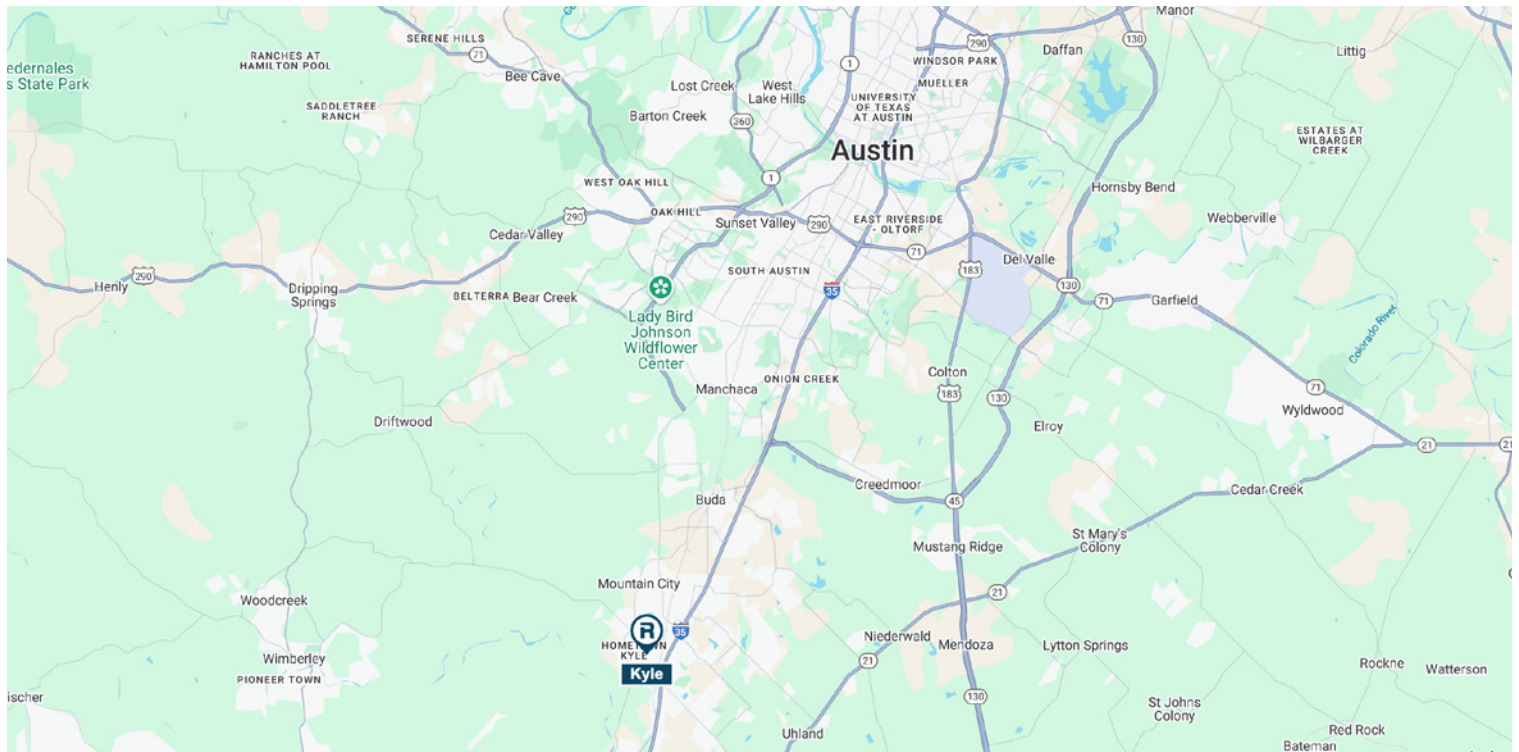 Manor
SERENE HILLS
71
290
130
Littig
RANCHES AT
HAMILTON POOL
Daffan
1
WINDSOR PARK
edernales
s State Park
Bee Cave
Lost Creek
West
Lake Hills
MUELLER
SADDLETREE
RANCH
UNIVERSITY
OF TEXAS
AT AUSTIN
Barton Creek
360
ESTATES AT
WILBARGER
CREEK
Austin
1
WEST OAK HILL
Hornsby Bend
290
OAK HILL
Sunset Valley
290
EAST RIVERSIDE
- OLTORF
Webberville
Cedar Valley
71
Del Valle
183
SOUTH AUSTIN
290
Henly
Dripping
Springs
BELTERRA
Bear Creek
35
130
71
Garfield
Lady Bird
Johnson
Wildflower
Center
Colorado River
Colton
ONION CREEK
Manchaca
183
130
71
Wyldwood
Driftwood
Elroy
21
21
Buda
Creedmoor
45
Cedar Creek
Mustang Ridge
St Mary's
Colony
Mountain City
21
Woodcreek
R
35
HOMETOWN
KYLE
Kyle
Niederwald
Mendoza
Lytton Springs
Wimberley
21
Rockne
Watterson
PIONEER TOWN
ischer
130
St Johns
Colony
Uhland
Red Rock
Bateman